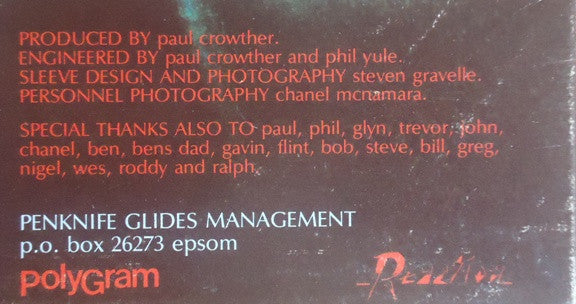 PRODUCED BY paul crowther.
ENGINEERED BY paul crowther and phil yule.
SLEEVE DESIGN AND PHOTOGRAPHY steven gravelle.
PERSONNEL PHOTOGRAPHY chanel mcnamara.
SPECIAL THANKS ALSO TO paul, phil, glyn, trevor, john,
chanel, ben, bens dad, gavin, flint, bob, steve, bill, greg,
nigel, wes, roddy and ralph.
PENKNIFE GLIDES MANAGEMENT
p.o. box 26273 epsom
polyGram
Reaction